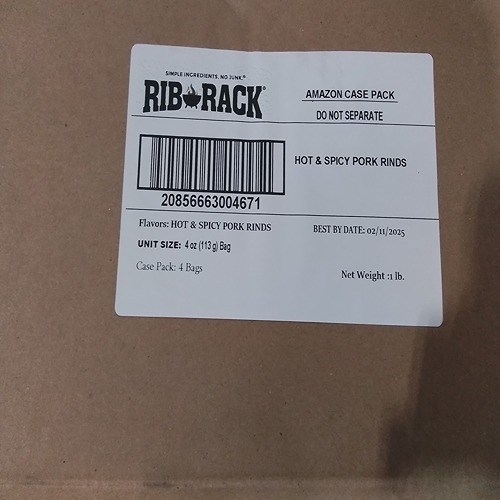 SIMPLE INGREDIENTS. NO JUNK.®
RIB RACK®
AMAZON CASE PACK
DO NOT SEPARATE
HOT & SPICY PORK RINDS
20856663004671
Flavors: HOT & SPICY PORK RINDS
BEST BY DATE: 02/11/2025
UNIT SIZE: 4 oz (113 g) Bag
Case Pack: 4 Bags
Net Weight :1 lb.